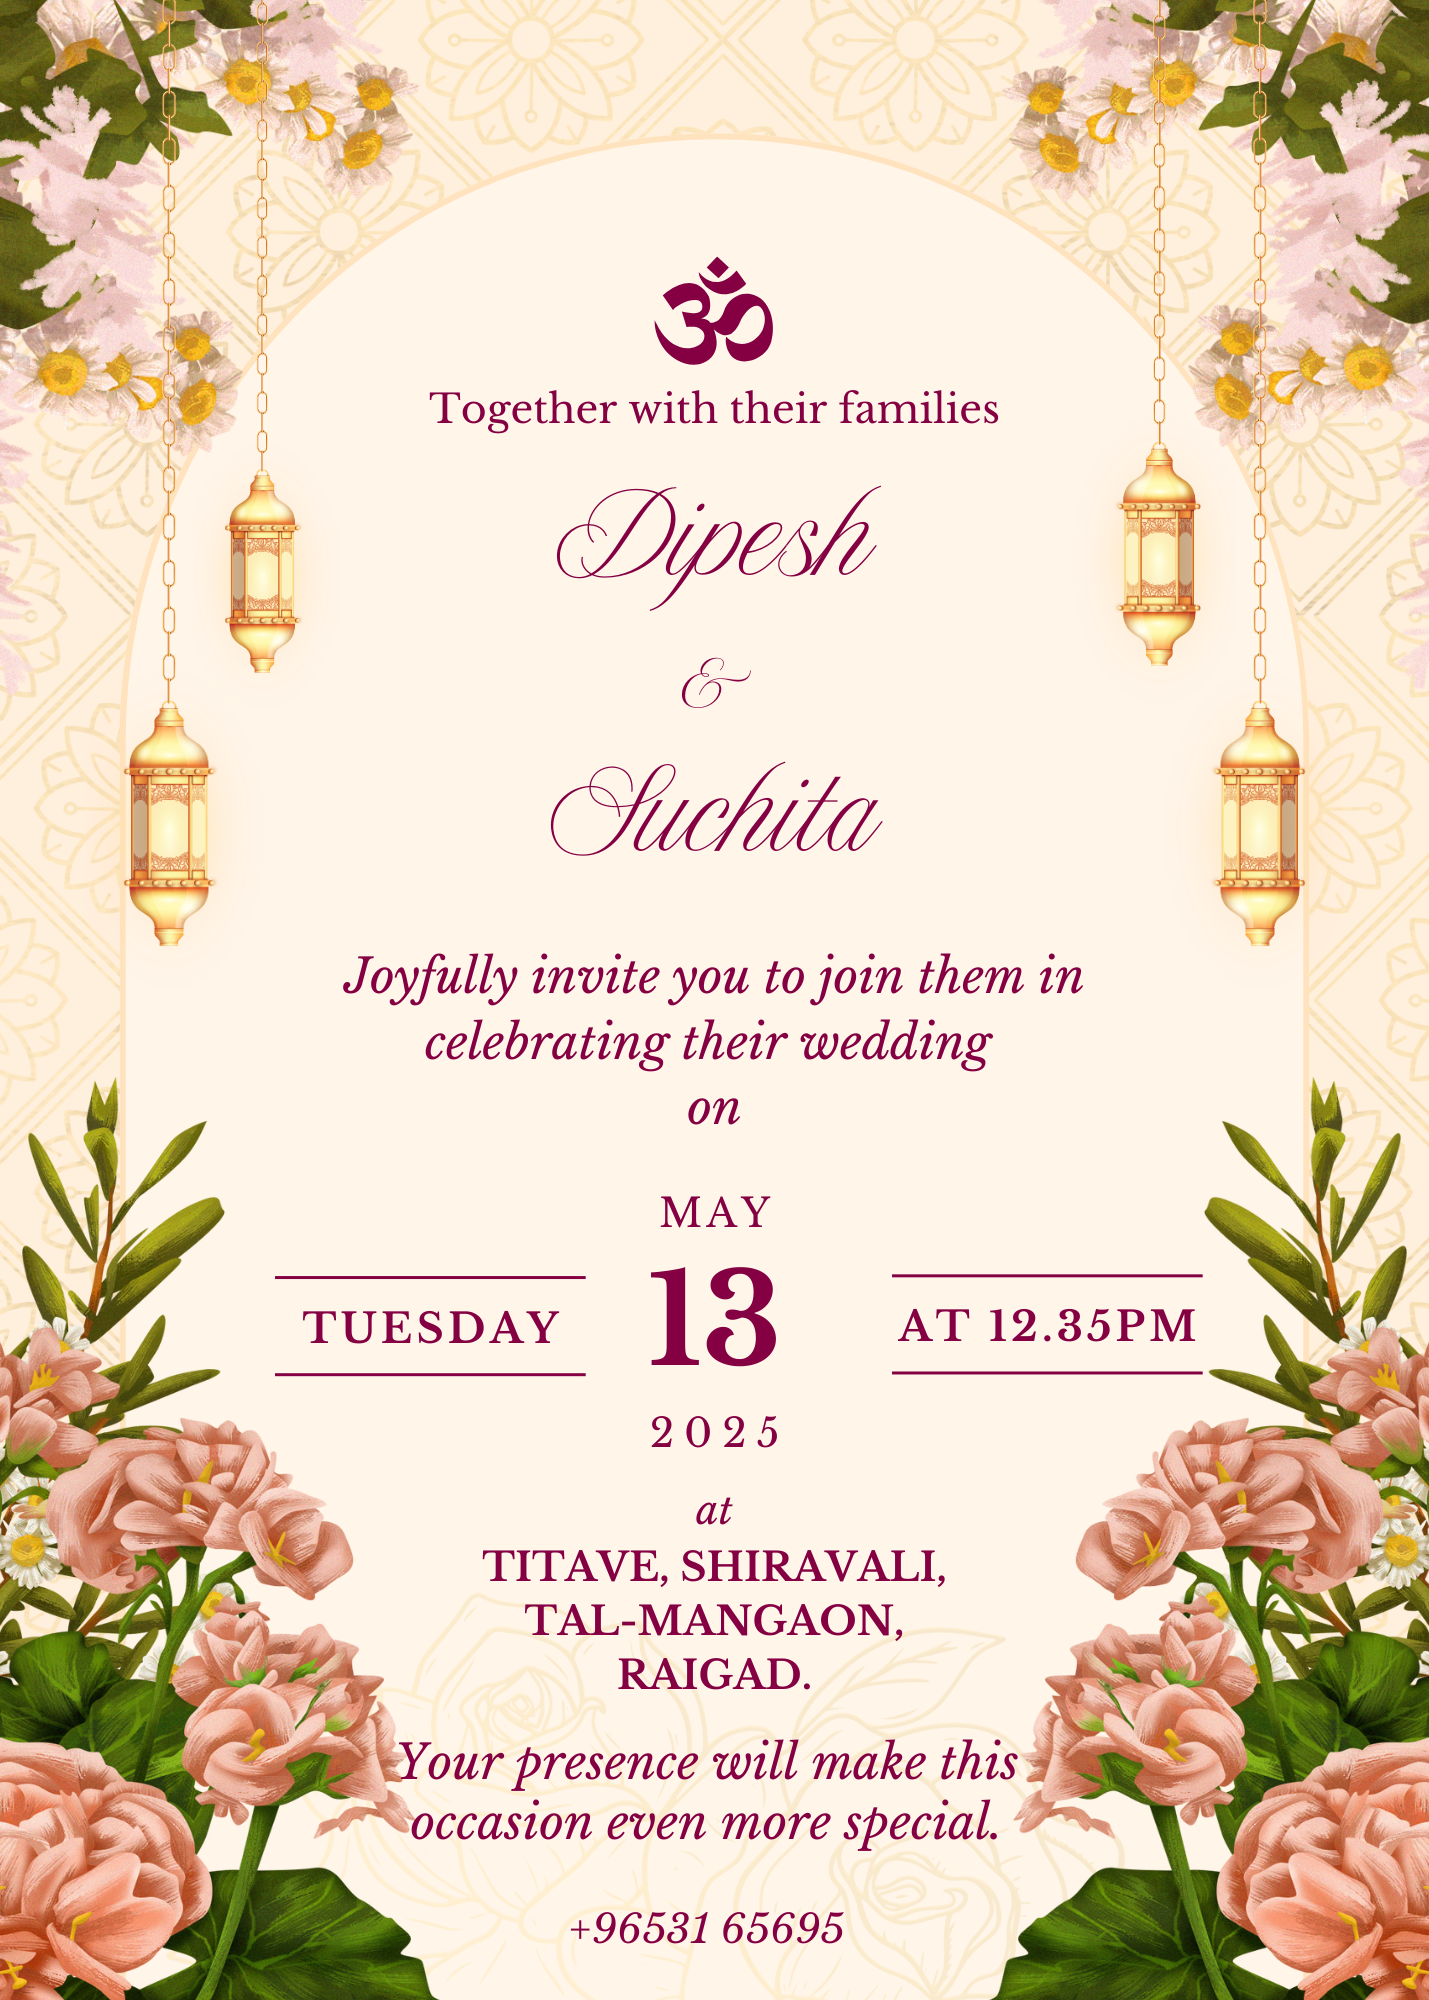 ॐ
Together with their families
Dipesh
&
Suchita
Joyfully invite you to join them in
celebrating their wedding
on
MAY
TUESDAY 13 AT 12.35PM
2025
at
TITAVE, SHIRAVALI,
TAL-MANGAON,
RAIGAD.
Your presence will make this
occasion even more special.
+96531 65695